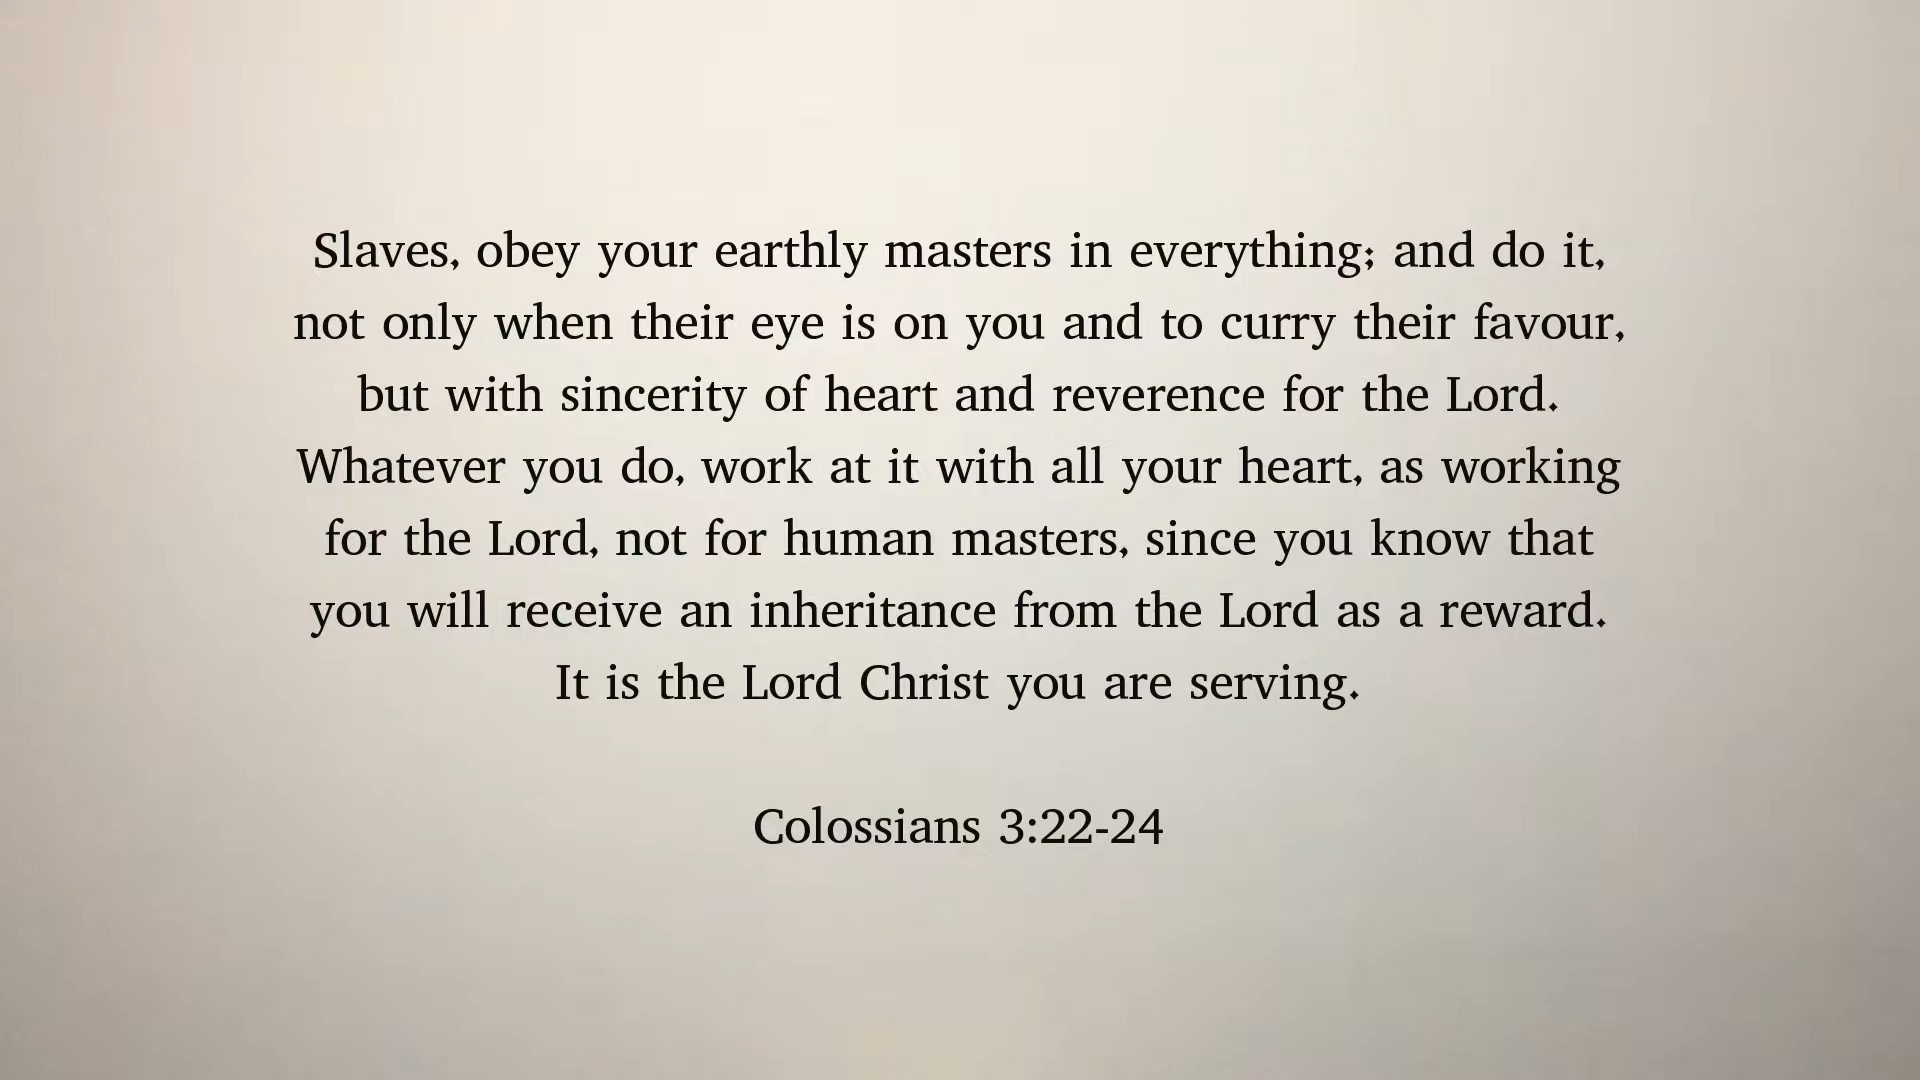 Slaves, obey your earthly masters in everything; and do it,
not only when their eye is on you and to curry their favour,
but with sincerity of heart and reverence for the Lord.
Whatever you do, work at it with all your heart, as working
for the Lord, not for human masters, since you know that
you will receive an inheritance from the Lord as a reward.
It is the Lord Christ you are serving.
Colossians 3:22-24